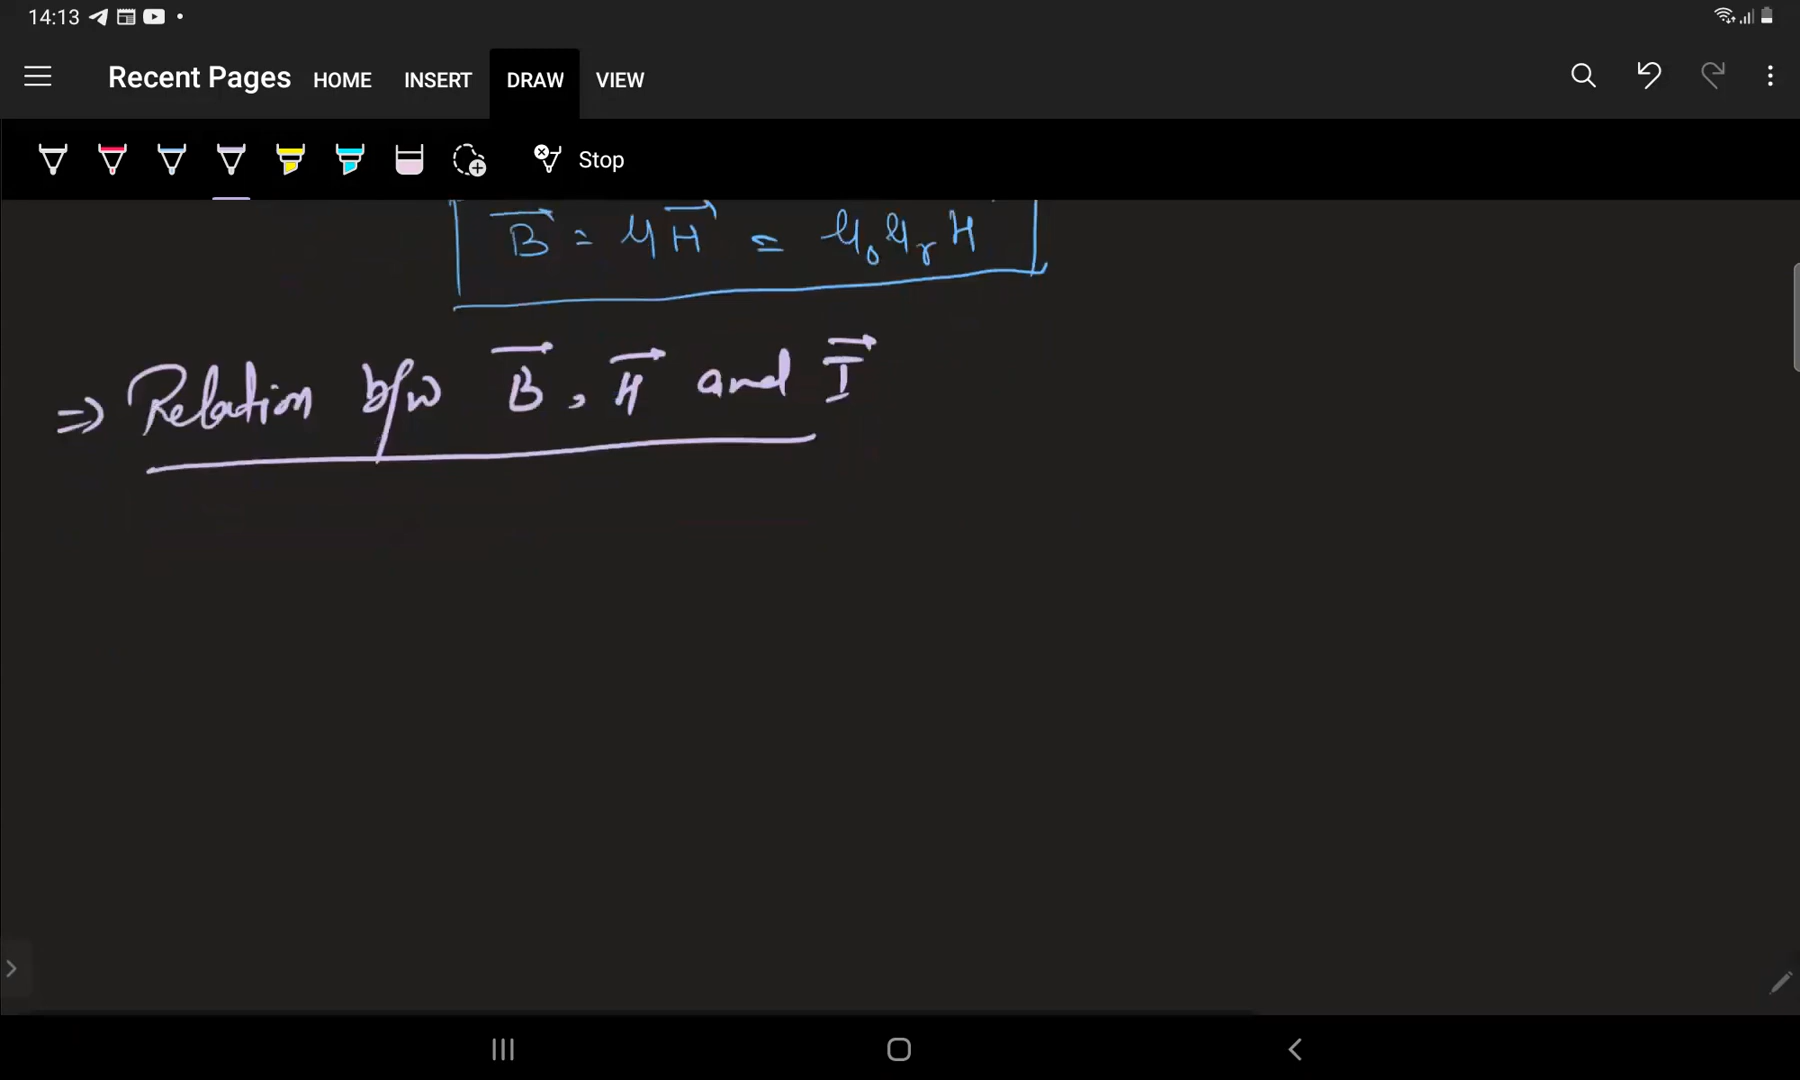 14:13
Recent Pages HOME INSERT DRAW VIEW
Stop
B⃗ = μH⃗ = μ₀μᵣH
⇒ Relation b/w B⃗, H⃗ and I⃗